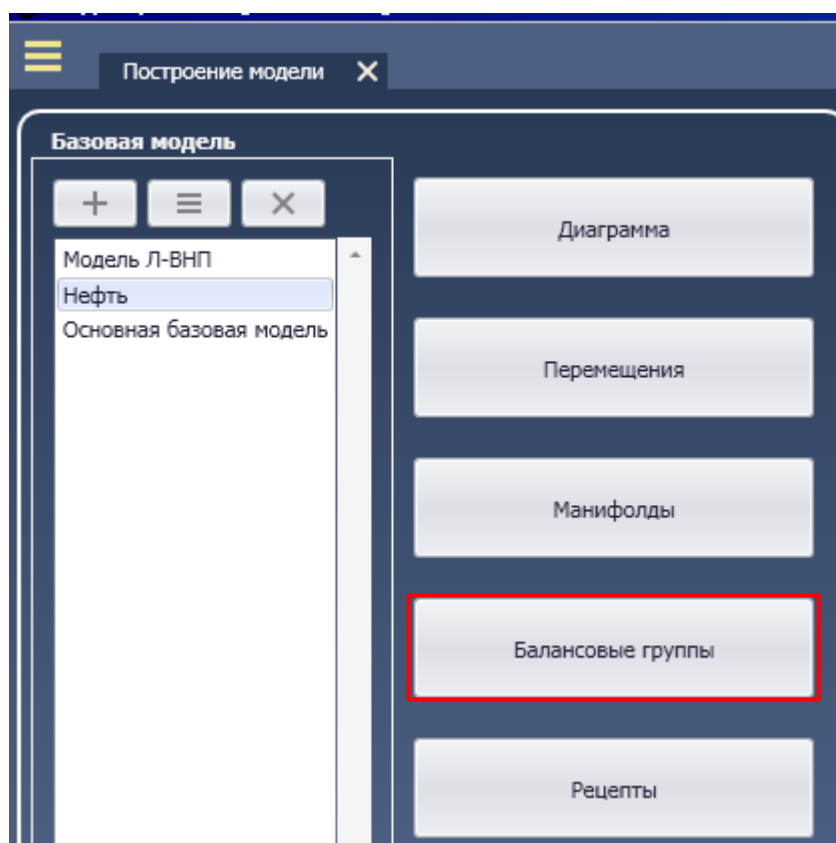 Построение модели
Базовая модель
Модель Л-ВНП
Нефть
Основная базовая модель
Диаграмма
Перемещения
Манифолды
Балансовые группы
Рецепты